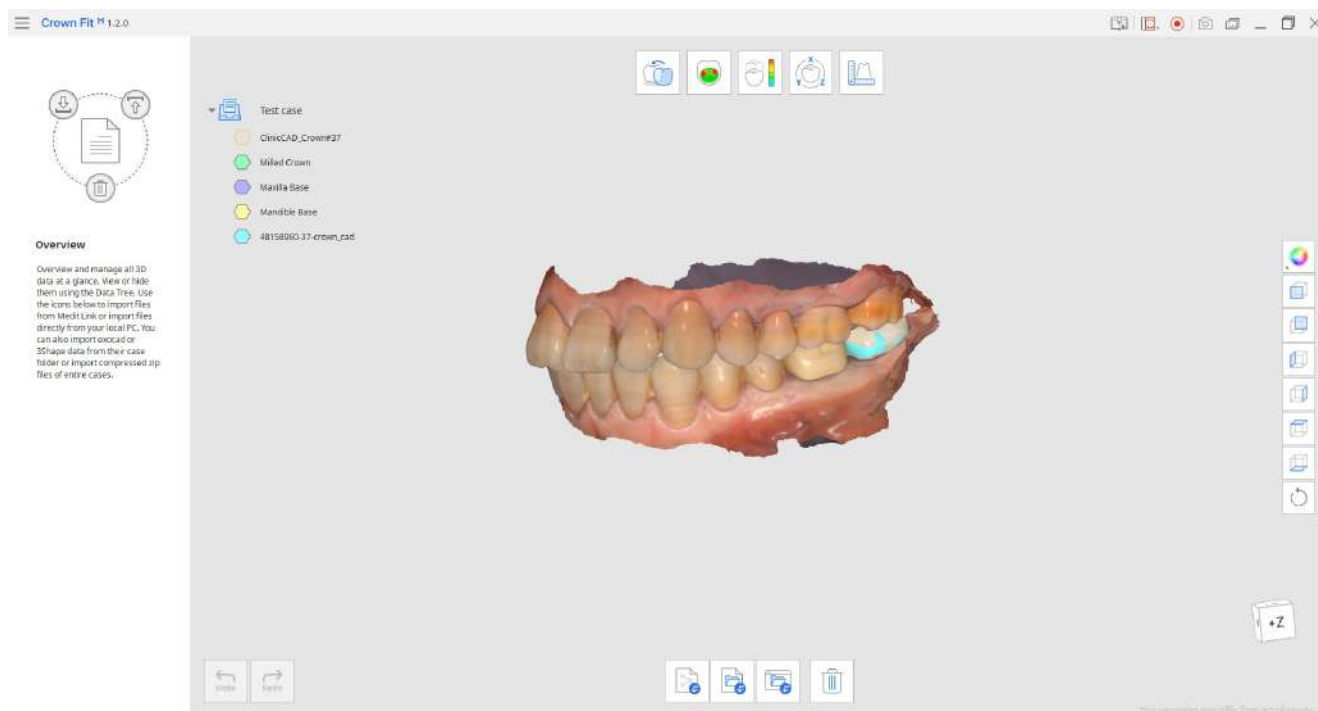 Crown Fit M 1.2.0
Test case
ClinicCAD_Crown#37
Milled Crown
Maxilla Base
Mandible Base
48158960-37-crown_cad
Overview
Overview and manage all 3D
data at a glance. View or hide
them using the Data Tree. Use
the icons below to import files
from Medit Link or import files
directly from your local PC. You
can also import exocad or
3Shape data from their case
folder or import compressed zip
files of entire cases.
X
Y
Z
+Z
Undo
Redo